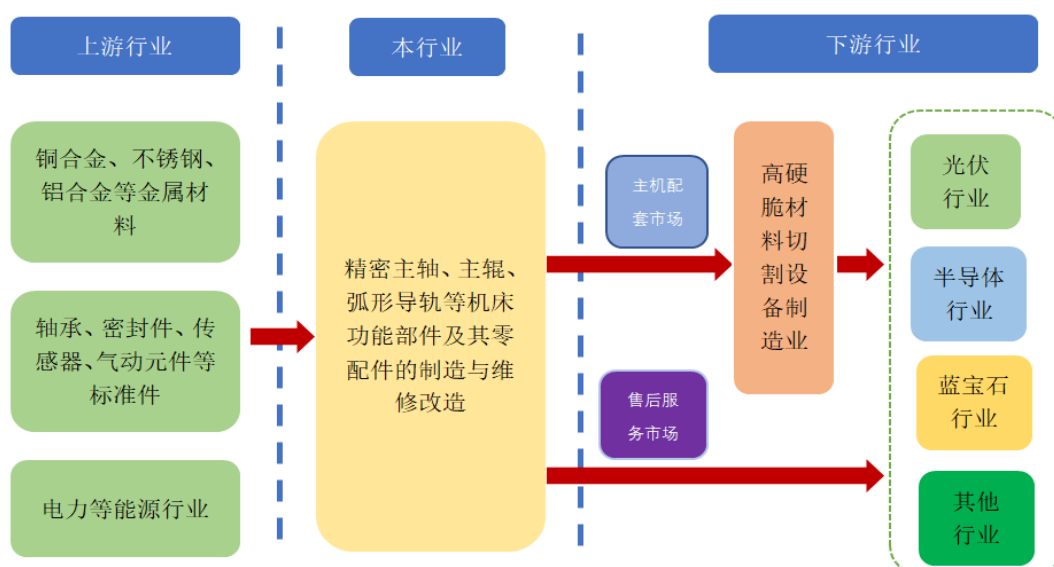 上游行业
本行业
下游行业
铜合金、不锈钢、
铝合金等金属材
料
轴承、密封件、传
感器、气动元件等
标准件
电力等能源行业
精密主轴、主辊、
弧形导轨等机床
功能部件及其零
配件的制造与维
修改造
主机配
套市场
售后服
务市场
高硬
脆材
料切
割设
备制
造业
光伏
行业
半导体
行业
蓝宝石
行业
其他
行业